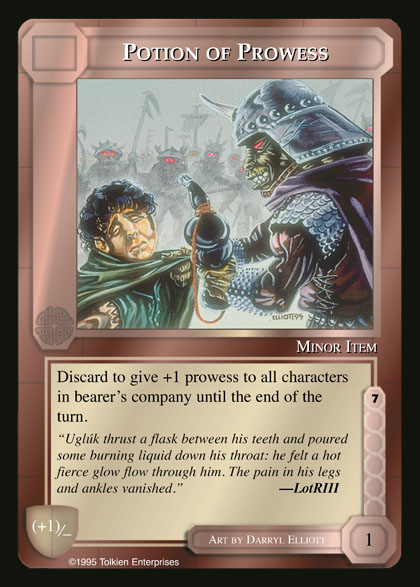 Potion of Prowess
ELLIOTT94
Minor Item
Discard to give +1 prowess to all characters
in bearer's company until the end of the
turn.
7
“Uglúk thrust a flask between his teeth and poured
some burning liquid down his throat: he felt a hot
fierce glow flow through him. The pain in his legs
and ankles vanished.” —LotRIII
(+1)/–
Art by Darryl Elliott
1
©1995 Tolkien Enterprises